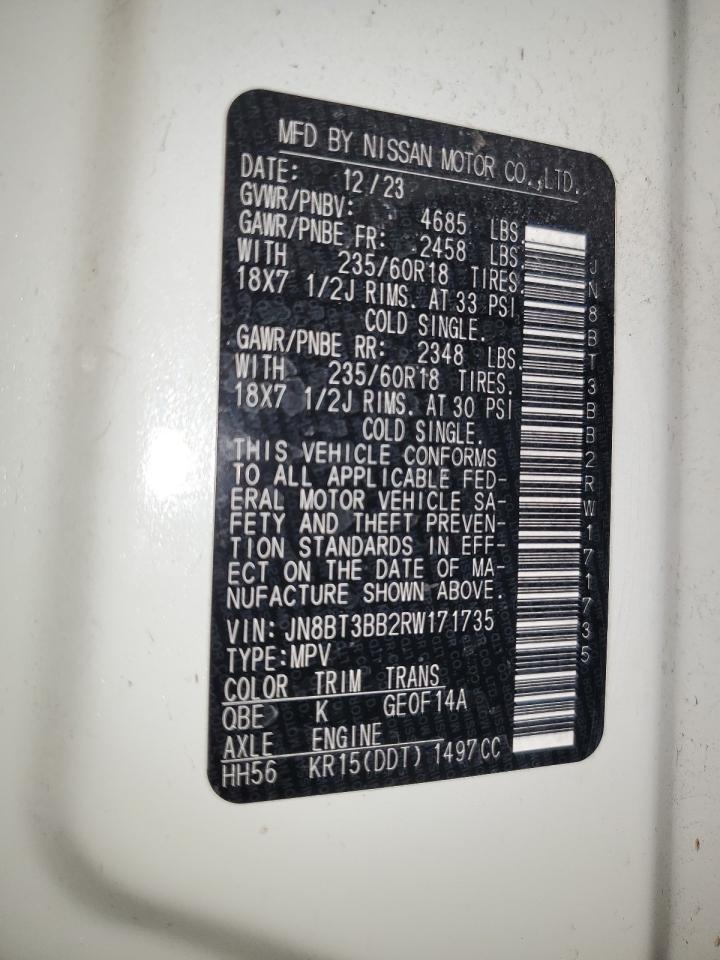 MFD BY NISSAN MOTOR CO.,LTD.
DATE: 12/23
GVWR/PNBV: 4685 LBS.
GAWR/PNBE FR: 2458 LBS.
WITH 235/60R18 TIRES.
18X7 1/2J RIMS. AT 33 PSI
COLD SINGLE.
GAWR/PNBE RR: 2348 LBS.
WITH 235/60R18 TIRES.
18X7 1/2J RIMS. AT 30 PSI
COLD SINGLE.
THIS VEHICLE CONFORMS
TO ALL APPLICABLE FED-
ERAL MOTOR VEHICLE SA-
FETY AND THEFT PREVEN-
TION STANDARDS IN EFF-
ECT ON THE DATE OF MA-
NUFACTURE SHOWN ABOVE.
VIN: JN8BT3BB2RW171735
TYPE:MPV
COLOR TRIM TRANS
QBE K GE0F14A
AXLE ENGINE
HH56 KR15(DDT) 1497CC
JN8BT3BB2RW171735